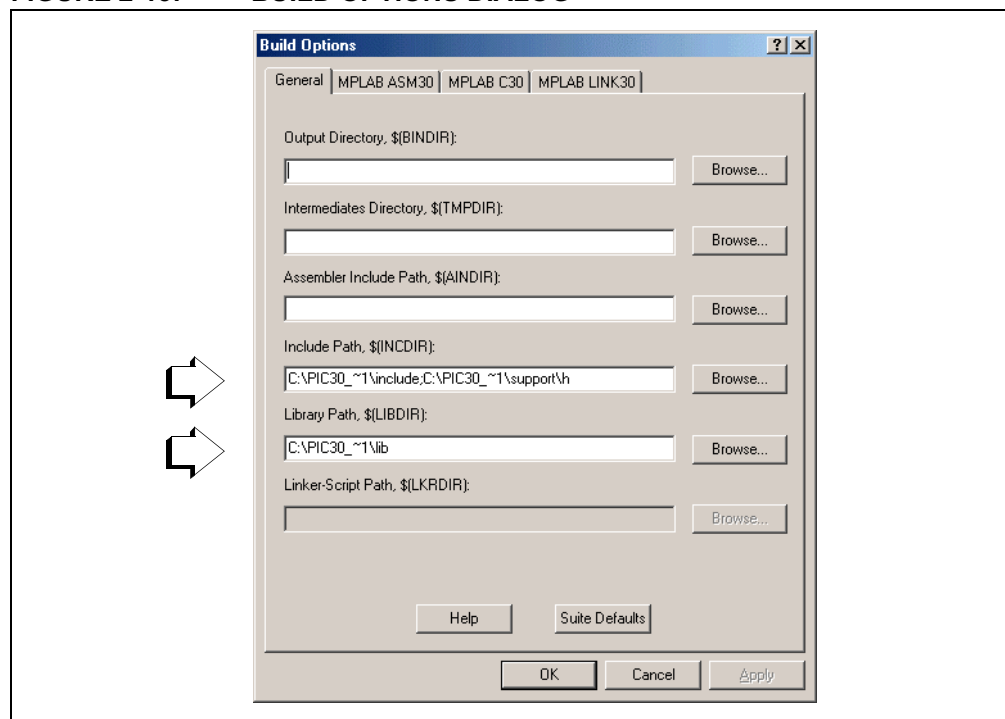 Build Options
General MPLAB ASM30 MPLAB C30 MPLAB LINK30
Output Directory, $(BINDIR):
Browse...
Intermediates Directory, $(TMPDIR):
Browse...
Assembler Include Path, $(AINDIR):
Browse...
Include Path, $(INCDIR):
C:\PIC30_~1\include;C:\PIC30_~1\support\h Browse...
Library Path, $(LIBDIR):
C:\PIC30_~1\lib Browse...
Linker-Script Path, $(LKRDIR):
Browse...
Help Suite Defaults
OK Cancel Apply